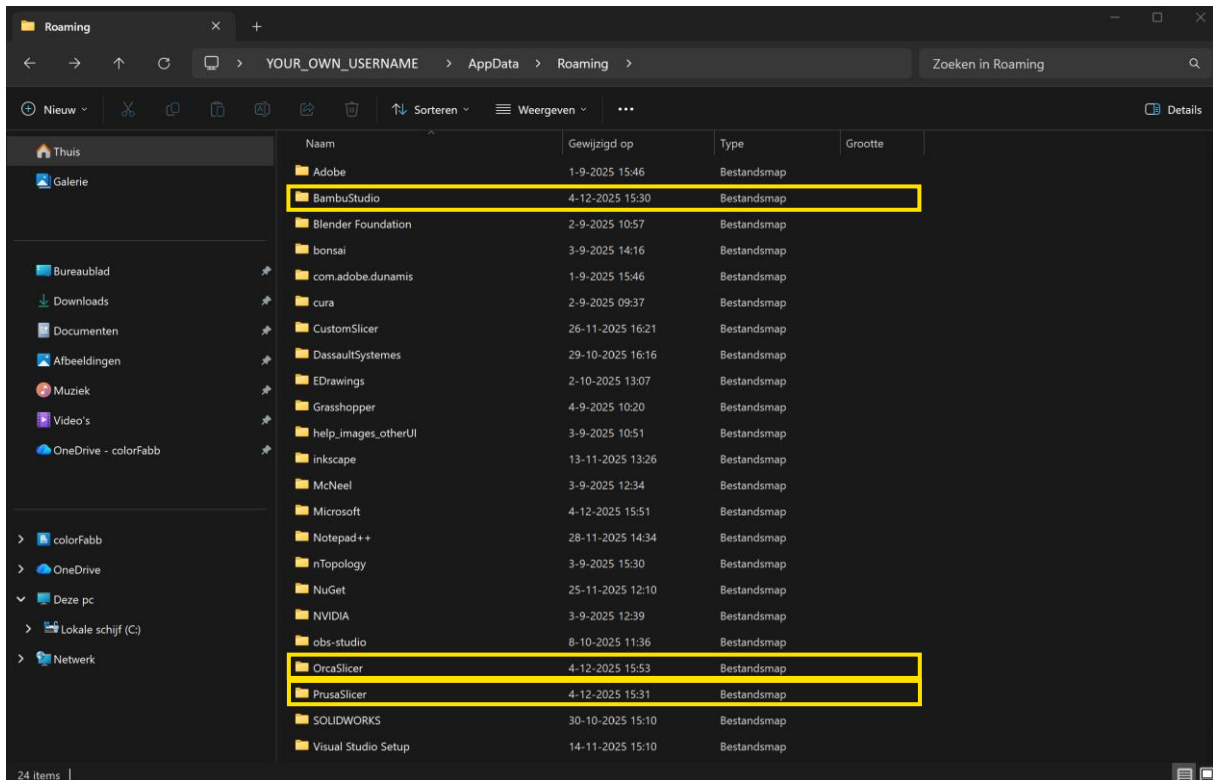 Roaming
YOUR_OWN_USERNAME > AppData > Roaming >
Zoeken in Roaming
Nieuw
Sorteren
Weergeven
Details
Thuis
Galerie
Bureaublad
Downloads
Documenten
Afbeeldingen
Muziek
Video's
OneDrive - colorFabb
colorFabb
OneDrive
Deze pc
Lokale schijf (C:)
Netwerk
Naam Gewijzigd op Type Grootte
Adobe 1-9-2025 15:46 Bestandsmap
BambuStudio 4-12-2025 15:30 Bestandsmap
Blender Foundation 2-9-2025 10:57 Bestandsmap
bonsai 3-9-2025 14:16 Bestandsmap
com.adobe.dunamis 1-9-2025 15:46 Bestandsmap
cura 2-9-2025 09:37 Bestandsmap
CustomSlicer 26-11-2025 16:21 Bestandsmap
DassaultSystemes 29-10-2025 16:16 Bestandsmap
EDrawings 2-10-2025 13:07 Bestandsmap
Grasshopper 4-9-2025 10:20 Bestandsmap
help_images_otherUI 3-9-2025 10:51 Bestandsmap
inkscape 13-11-2025 13:26 Bestandsmap
McNeel 3-9-2025 12:34 Bestandsmap
Microsoft 4-12-2025 15:51 Bestandsmap
Notepad++ 28-11-2025 14:34 Bestandsmap
nTopology 3-9-2025 15:30 Bestandsmap
NuGet 25-11-2025 12:10 Bestandsmap
NVIDIA 3-9-2025 12:39 Bestandsmap
obs-studio 8-10-2025 11:36 Bestandsmap
OrcaSlicer 4-12-2025 15:53 Bestandsmap
PrusaSlicer 4-12-2025 15:31 Bestandsmap
SOLIDWORKS 30-10-2025 15:10 Bestandsmap
Visual Studio Setup 14-11-2025 15:10 Bestandsmap
24 items